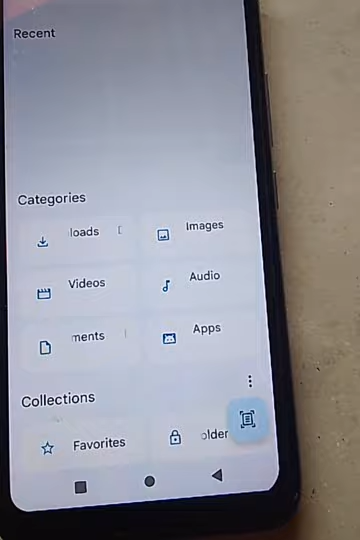 Recent
Categories
loads
Images
Videos
Audio
ments
Apps
Collections
Favorites
older